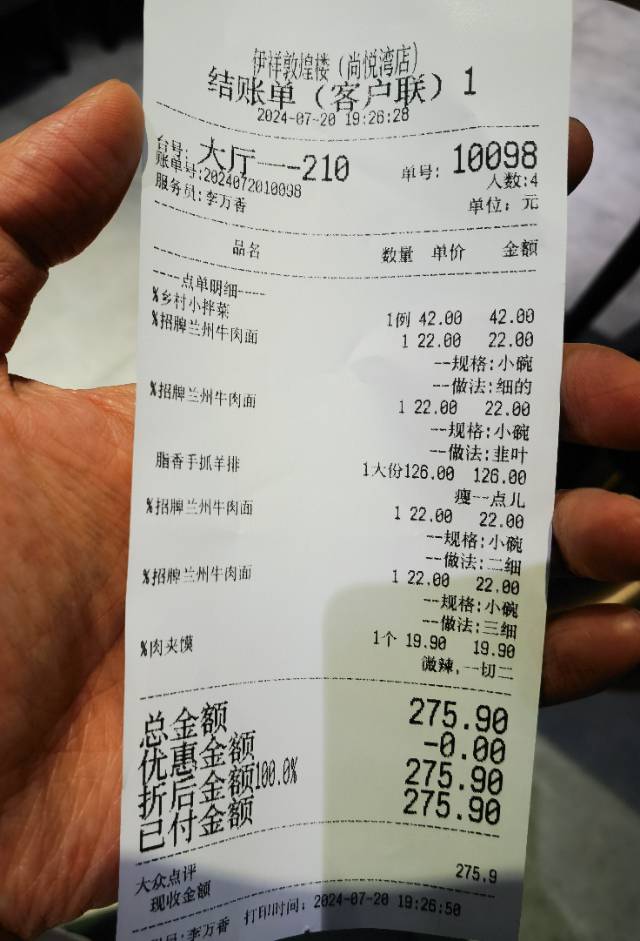 伊祥敦煌楼（尚悦湾店）
结账单（客户联）1
2024-07-20 19:26:28
台号: 大厅---210 单号: 10098
账单号:2024072010098 人数:4
服务员:李万香 单位: 元
品名 数量 单价 金额
----点单明细----
%乡村小拌菜 1例 42.00 42.00
%招牌兰州牛肉面 1 22.00 22.00
--规格:小碗
--做法:细的
%招牌兰州牛肉面 1 22.00 22.00
--规格:小碗
--做法:韭叶
脂香手抓羊排 1大份126.00 126.00
瘦一点儿
%招牌兰州牛肉面 1 22.00 22.00
--规格:小碗
--做法:二细
%招牌兰州牛肉面 1 22.00 22.00
--规格:小碗
--做法:三细
%肉夹馍 1个 19.90 19.90
微辣,一切二
总金额 275.90
优惠金额 -0.00
折后金额100.0% 275.90
已付金额 275.90
大众点评 275.9
现收金额
李万香 打印时间: 2024-07-20 19:26:50